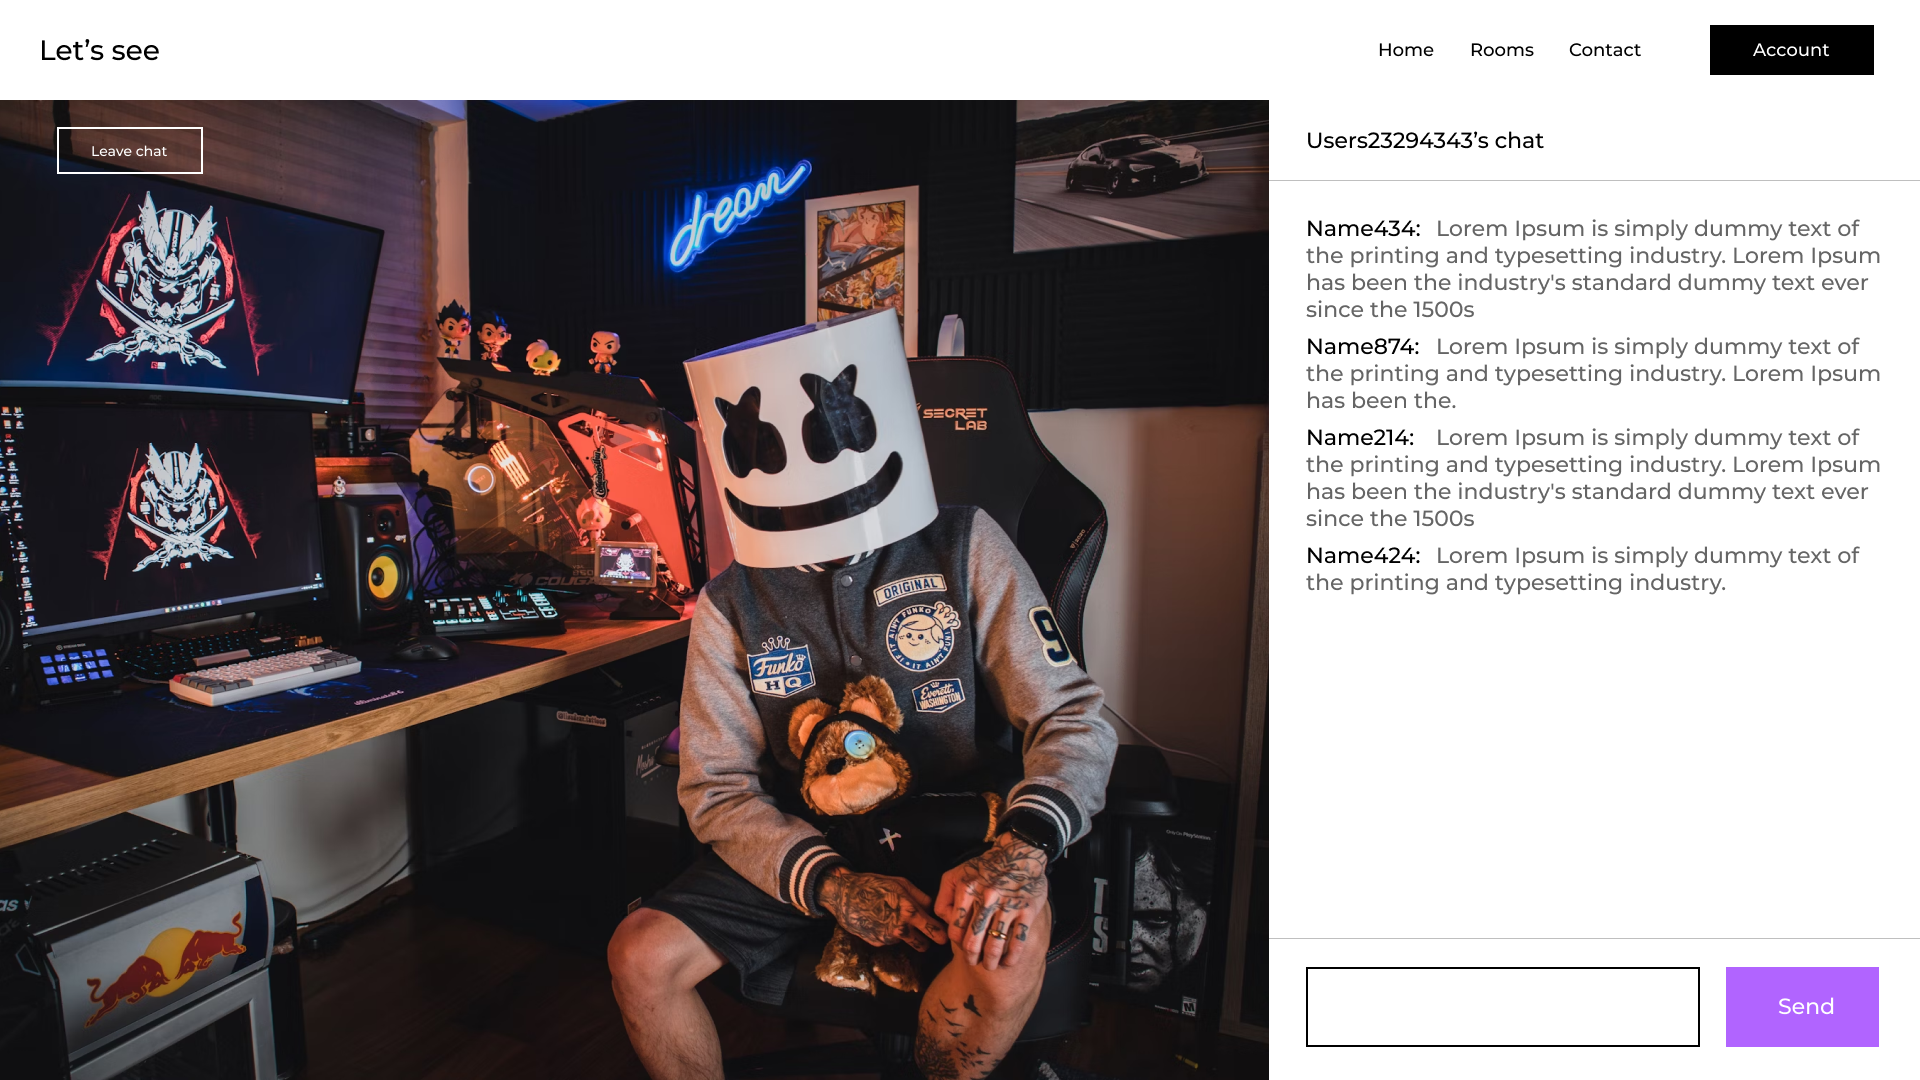 Let’s see
Home
Rooms
Contact
Account
Leave chat
dream
SECRET
LAB
ORIGINAL
Funko
HQ
Everett
WASHINGTON
9
COUGA
Users23294343’s chat
Name434: Lorem Ipsum is simply dummy text of
the printing and typesetting industry. Lorem Ipsum
has been the industry's standard dummy text ever
since the 1500s
Name874: Lorem Ipsum is simply dummy text of
the printing and typesetting industry. Lorem Ipsum
has been the.
Name214: Lorem Ipsum is simply dummy text of
the printing and typesetting industry. Lorem Ipsum
has been the industry's standard dummy text ever
since the 1500s
Name424: Lorem Ipsum is simply dummy text of
the printing and typesetting industry.
Send